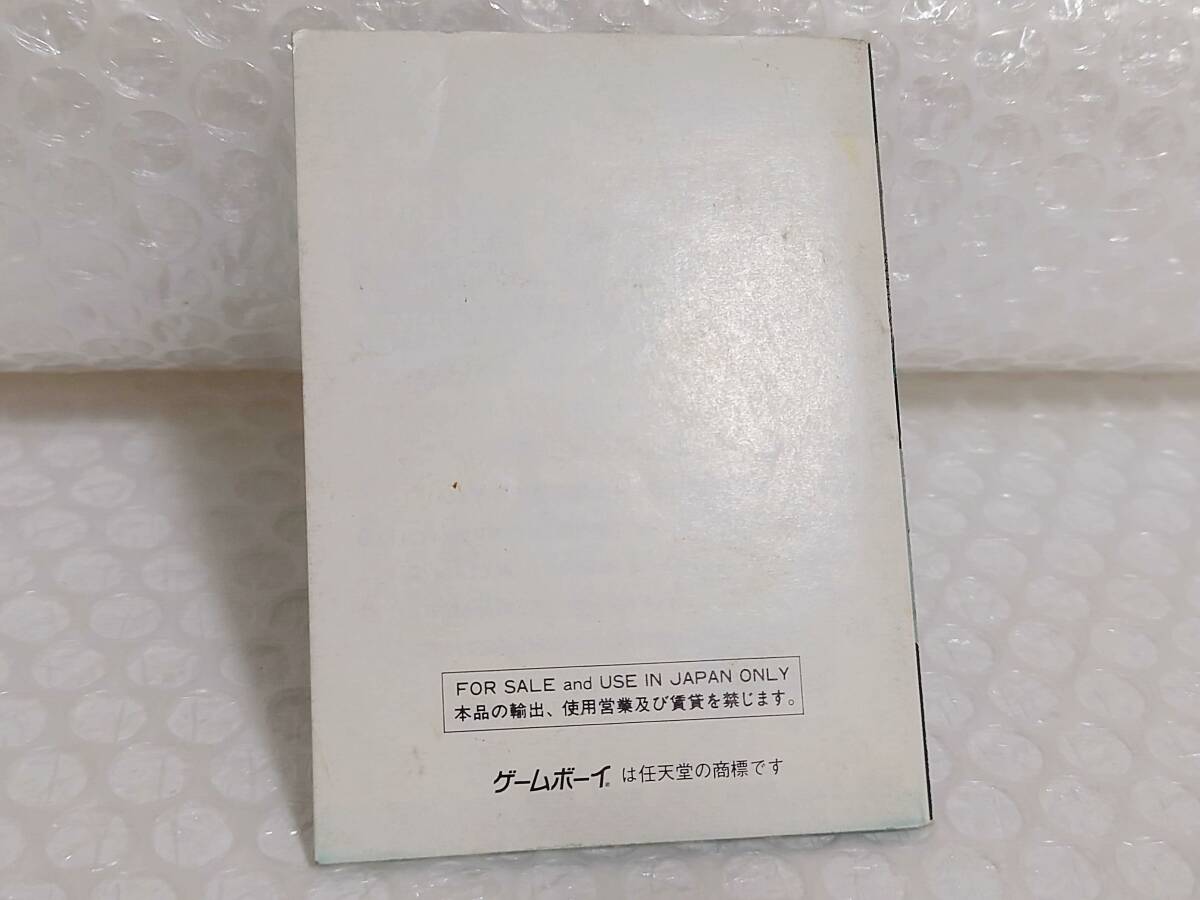 FOR SALE and USE IN JAPAN ONLY
本品の輸出、使用営業及び賃貸を禁じます。
ゲームボーイ® は任天堂の商標です